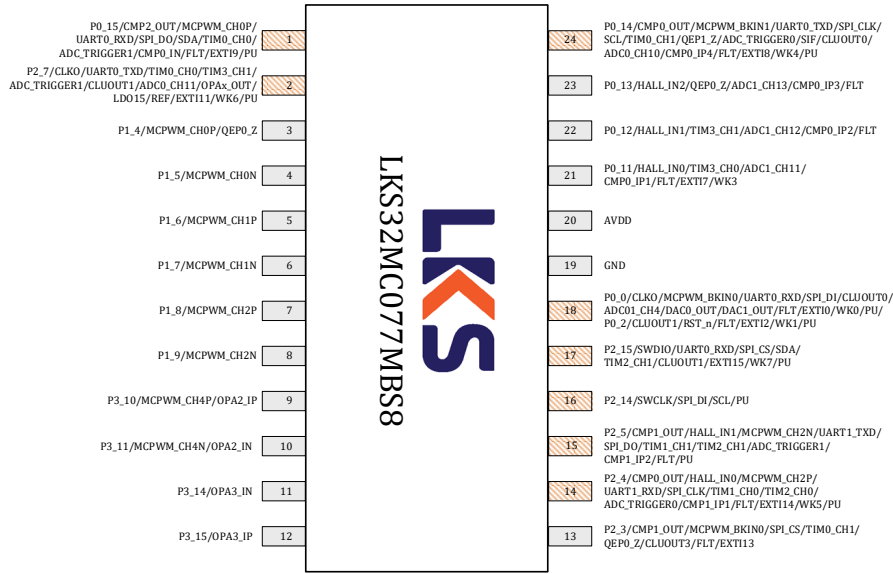 P0_15/CMP2_OUT/MCPWM_CH0P/
UART0_RXD/SPI_DO/SDA/TIM0_CH0/
ADC_TRIGGER1/CMP0_IN/FLT/EXTI9/PU
1
P2_7/CLKO/UART0_TXD/TIM0_CH0/TIM3_CH1/
ADC_TRIGGER1/CLUOUT1/ADC0_CH11/OPAx_OUT/
LDO15/REF/EXTI11/WK6/PU
2
P1_4/MCPWM_CH0P/QEP0_Z
3
P1_5/MCPWM_CH0N
4
P1_6/MCPWM_CH1P
5
P1_7/MCPWM_CH1N
6
P1_8/MCPWM_CH2P
7
P1_9/MCPWM_CH2N
8
P3_10/MCPWM_CH4P/OPA2_IP
9
P3_11/MCPWM_CH4N/OPA2_IN
10
P3_14/OPA3_IN
11
P3_15/OPA3_IP
12
LKS32MC077MBS8
LKS
24
P0_14/CMP0_OUT/MCPWM_BKIN1/UART0_TXD/SPI_CLK/
SCL/TIM0_CH1/QEP1_Z/ADC_TRIGGER0/SIF/CLUOUT0/
ADC0_CH10/CMP0_IP4/FLT/EXTI8/WK4/PU
23
P0_13/HALL_IN2/QEP0_Z/ADC1_CH13/CMP0_IP3/FLT
22
P0_12/HALL_IN1/TIM3_CH1/ADC1_CH12/CMP0_IP2/FLT
21
P0_11/HALL_IN0/TIM3_CH0/ADC1_CH11/
CMP0_IP1/FLT/EXTI7/WK3
20
AVDD
19
GND
18
P0_0/CLKO/MCPWM_BKIN0/UART0_RXD/SPI_DI/CLUOUT0/
ADC01_CH4/DAC0_OUT/DAC1_OUT/FLT/EXTI0/WK0/PU/
P0_2/CLUOUT1/RST_n/FLT/EXTI2/WK1/PU
17
P2_15/SWDIO/UART0_RXD/SPI_CS/SDA/
TIM2_CH1/CLUOUT1/EXTI15/WK7/PU
16
P2_14/SWCLK/SPI_DI/SCL/PU
15
P2_5/CMP1_OUT/HALL_IN1/MCPWM_CH2N/UART1_TXD/
SPI_DO/TIM1_CH1/TIM2_CH1/ADC_TRIGGER1/
CMP1_IP2/FLT/PU
14
P2_4/CMP0_OUT/HALL_IN0/MCPWM_CH2P/
UART1_RXD/SPI_CLK/TIM1_CH0/TIM2_CH0/
ADC_TRIGGER0/CMP1_IP1/FLT/EXTI14/WK5/PU
13
P2_3/CMP1_OUT/MCPWM_BKIN0/SPI_CS/TIM0_CH1/
QEP0_Z/CLUOUT3/FLT/EXTI13